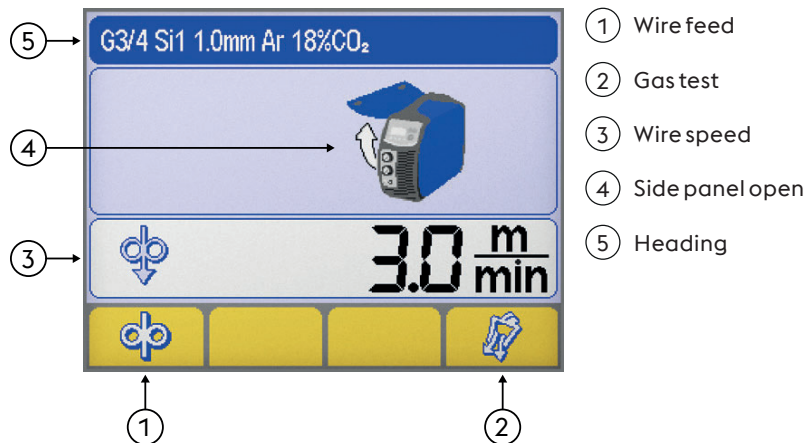 G3/4 Si1 1.0mm Ar 18%CO₂
3.0 m/min
5
4
3
1
2
1 Wire feed
2 Gas test
3 Wire speed
4 Side panel open
5 Heading